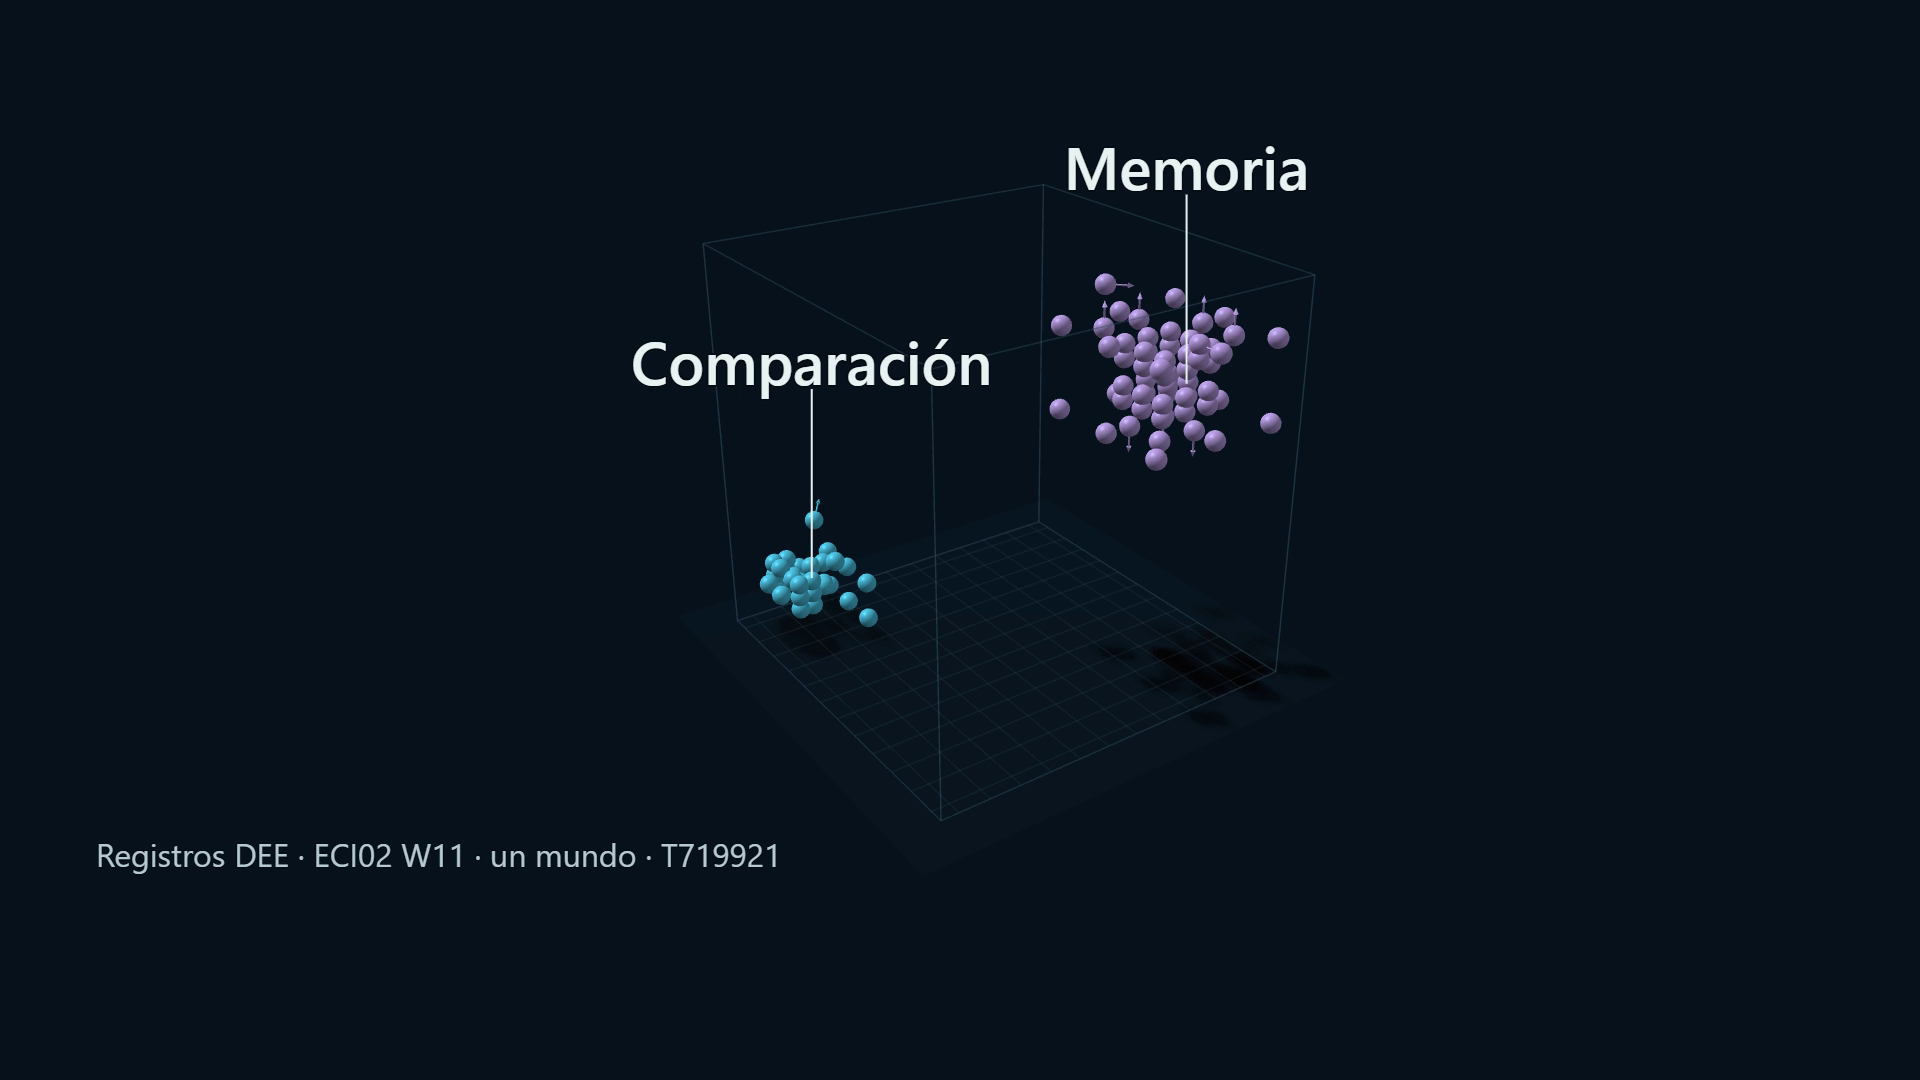 Memoria
Comparación
Registros DEE · ECI02 W11 · un mundo · T719921